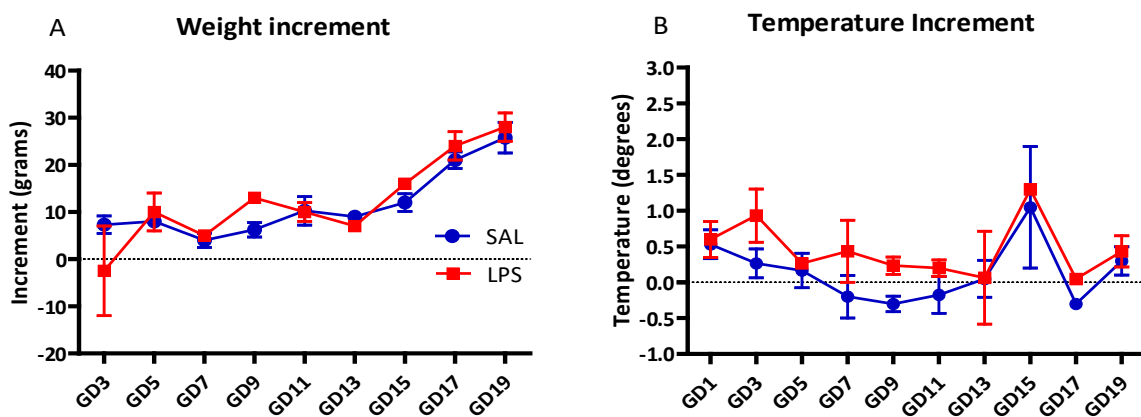 A
Weight increment
Increment (grams)
40
30
20
10
0
-10
-20
SAL
LPS
GD3
GD5
GD7
GD9
GD11
GD13
GD15
GD17
GD19
B
Temperature Increment
Temperature (degrees)
3.0
2.5
2.0
1.5
1.0
0.5
0.0
-0.5
-1.0
GD1
GD3
GD5
GD7
GD9
GD11
GD13
GD15
GD17
GD19